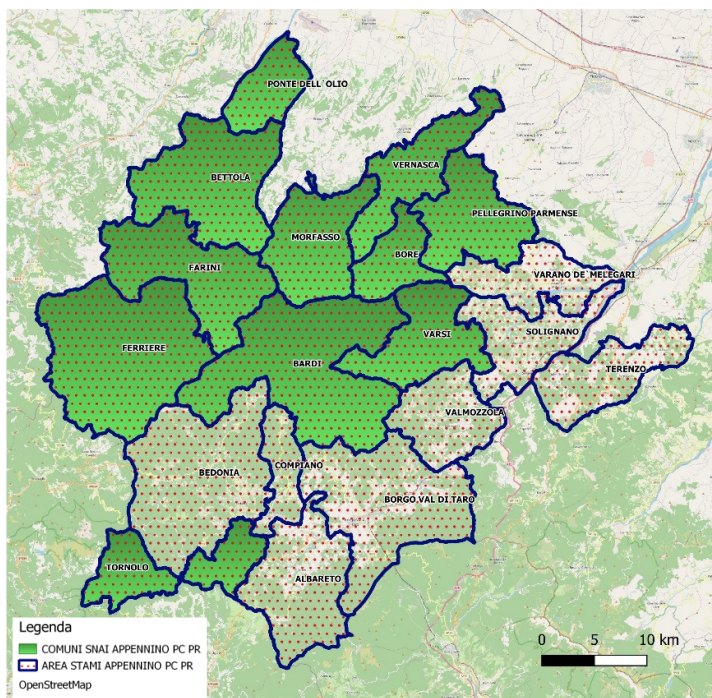 PONTE DELL`OLIO
VERNASCA
BETTOLA
PELLEGRINO PARMENSE
MORFASSO
BORE
FARINI
VARANO DE`MELEGARI
SOLIGNANO
FERRIERE
VARSI
BARDI
TERENZO
VALMOZZOLA
BEDONIA
COMPIANO
BORGO VAL DI TARO
TORNOLO
ALBARETO
Legenda
COMUNI SNAI APPENNINO PC PR
AREA STAMI APPENNINO PC PR
OpenStreetMap
0 5 10 km